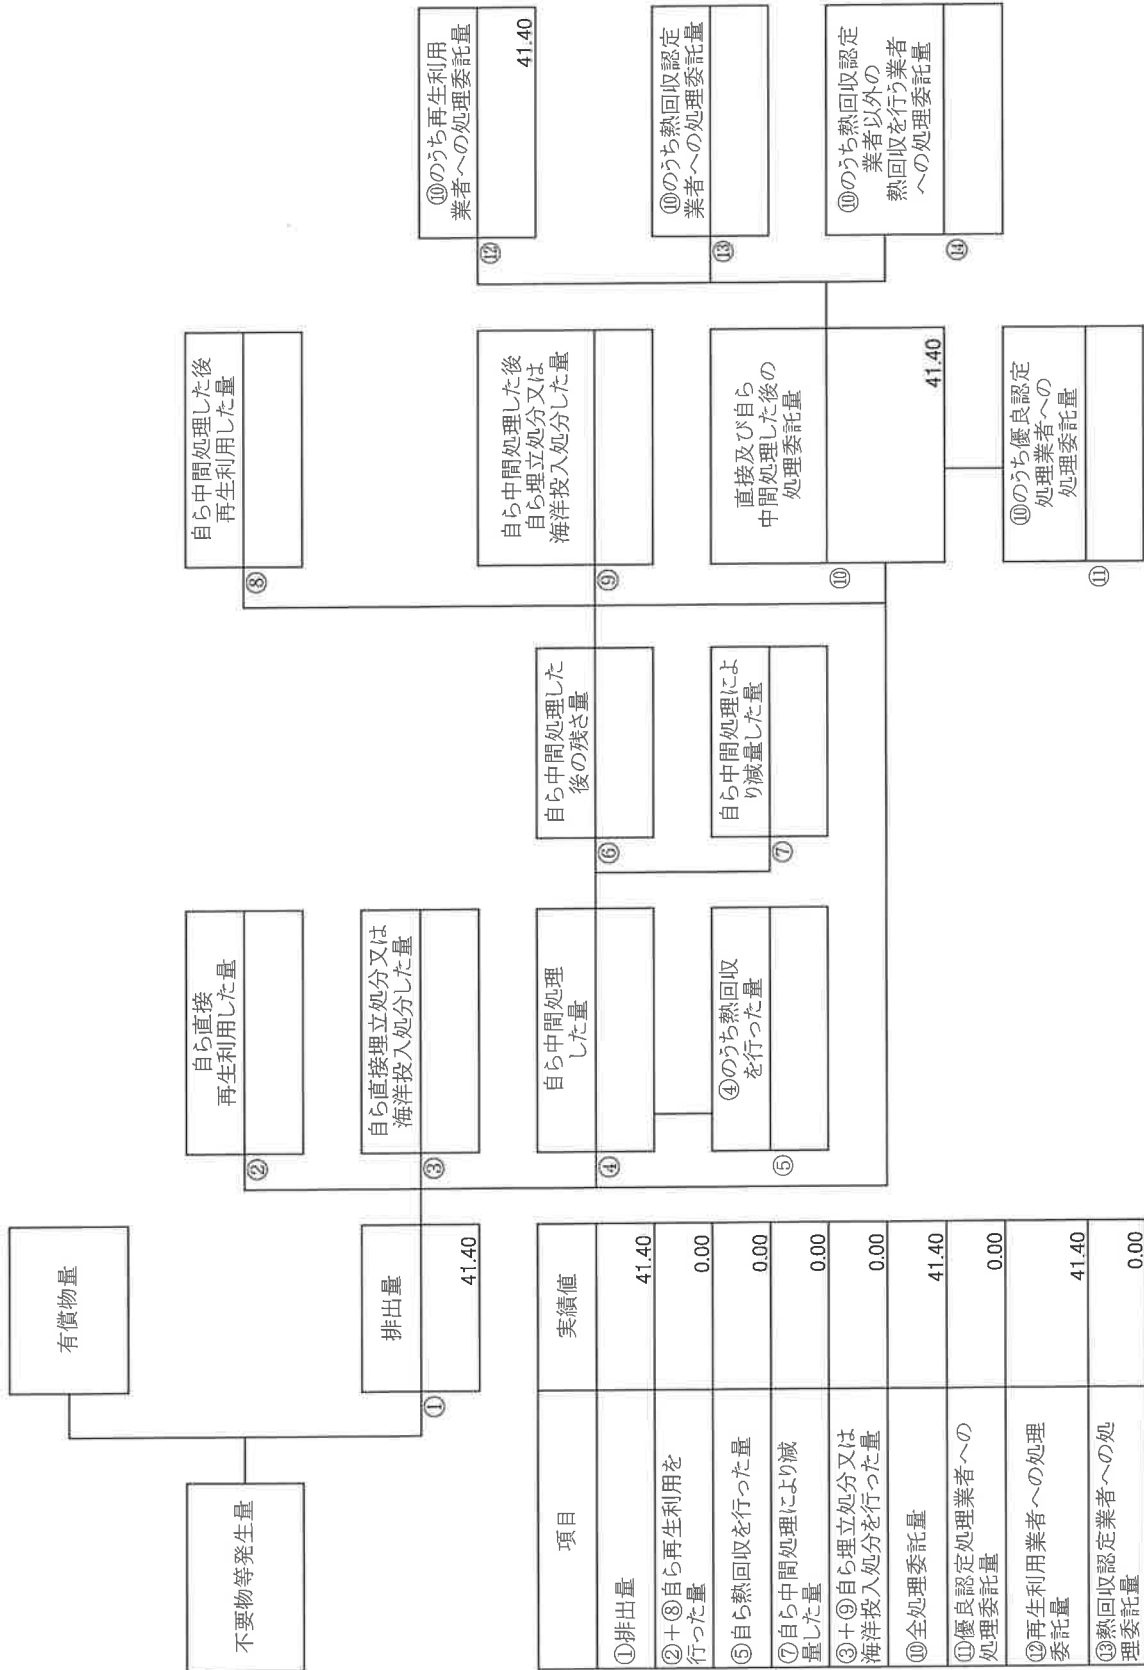 不要物等発生量
有償物量
排出量
①
41.40
自ら直接
再生利用した量
②
自ら直接埋立処分又は
海洋投入処分した量
③
自ら中間処理
した量
④
④のうち熱回収
を行った量
⑤
自ら中間処理した
後の残さ量
⑥
自ら中間処理によ
り減量した量
⑦
自ら中間処理した後
再生利用した量
⑧
自ら中間処理した後
自ら埋立処分又は
海洋投入処分した量
⑨
直接及び自ら
中間処理した後の
処理委託量
⑩
41.40
⑩のうち優良認定
処理業者への
処理委託量
⑪
⑩のうち再生利用
業者への処理委託量
⑫
41.40
⑩のうち熱回収認定
業者への処理委託量
⑬
⑩のうち熱回収認定
業者以外の
熱回収を行う業者
への処理委託量
⑭
項目 実績値
①排出量 41.40
②+⑧自ら再生利用を
行った量 0.00
⑤自ら熱回収を行った量 0.00
⑦自ら中間処理により減
量した量 0.00
③+⑨自ら埋立処分又は
海洋投入処分を行った量 0.00
⑩全処理委託量 41.40
⑪優良認定処理業者への
処理委託量 0.00
⑫再生利用業者への処理
委託量 41.40
⑬熱回収認定業者への処
理委託量 0.00